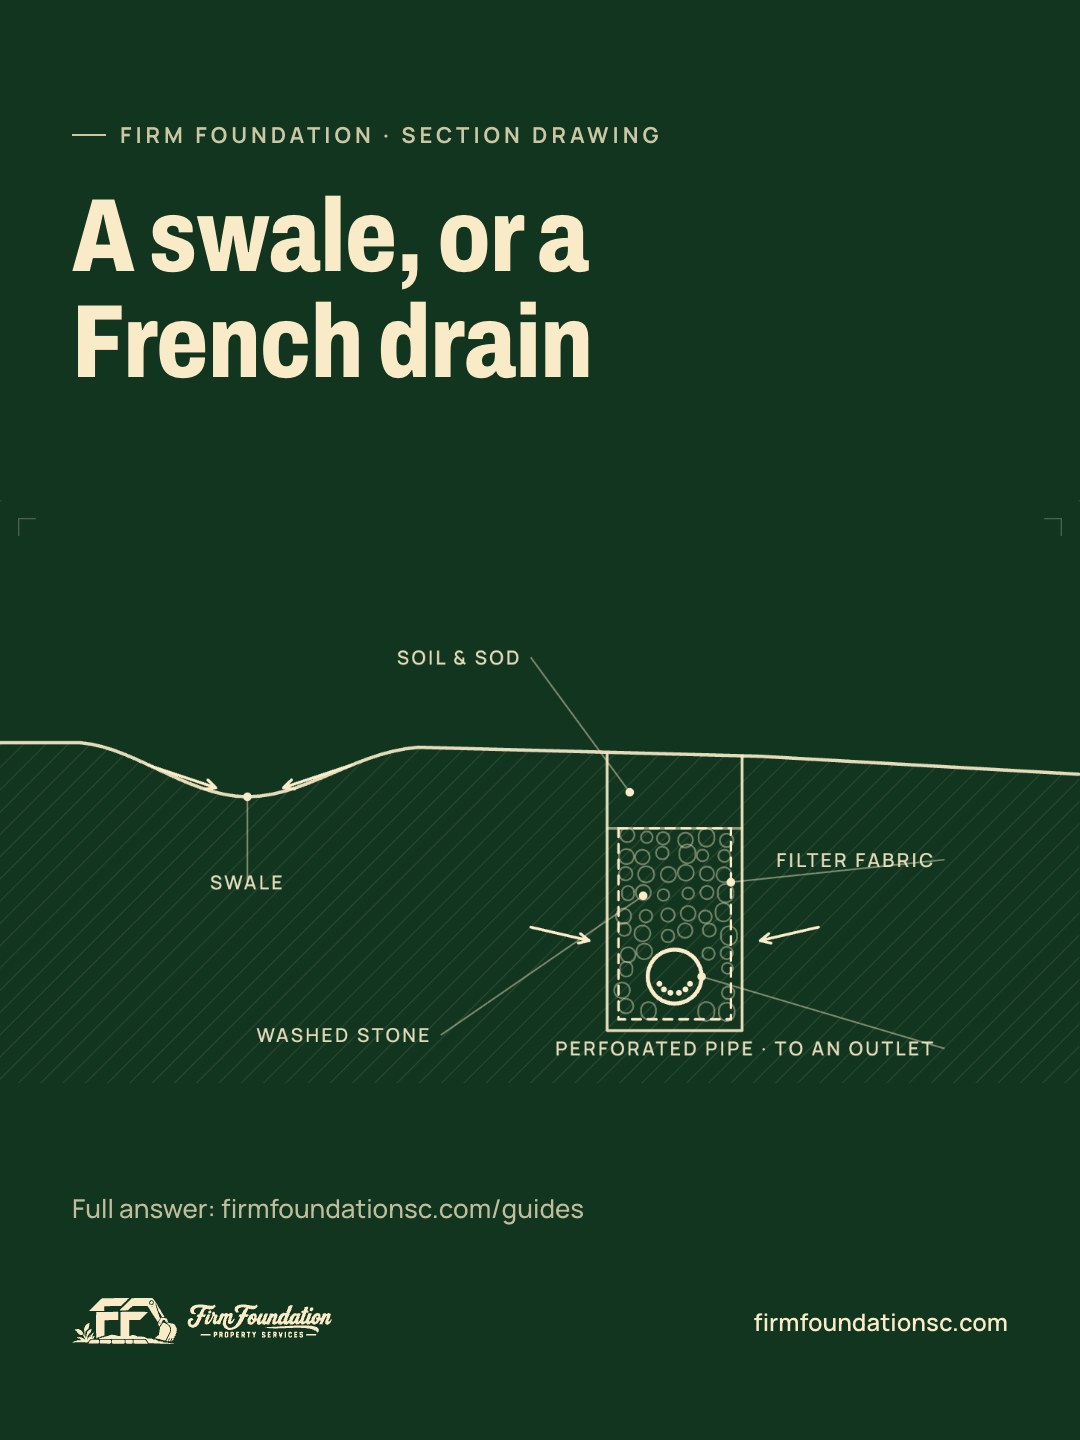 FIRM FOUNDATION · SECTION DRAWING
A swale, or a
French drain
SOIL & SOD
FILTER FABRIC
SWALE
WASHED STONE
PERFORATED PIPE · TO AN OUTLET
Full answer: firmfoundationsc.com/guides
FF
Firm Foundation
PROPERTY SERVICES
firmfoundationsc.com